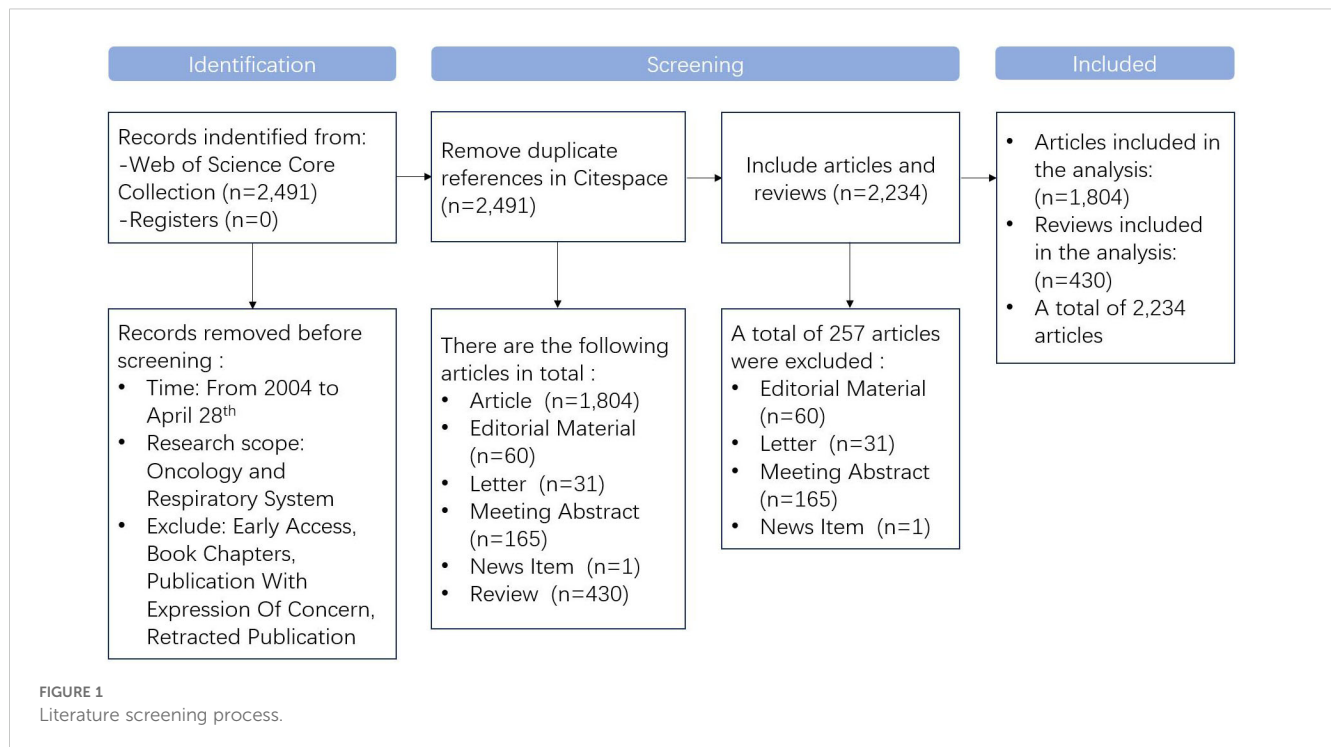 Identification
Screening
Included
Records indentified from:
-Web of Science Core
Collection (n=2,491)
-Registers (n=0)
Remove duplicate
references in Citespace
(n=2,491)
Include articles and
reviews (n=2,234)
• Articles included in
the analysis:
(n=1,804)
• Reviews included
in the analysis:
(n=430)
• A total of 2,234
articles
Records removed before
screening :
• Time: From 2004 to
April 28th
• Research scope:
Oncology and
Respiratory System
• Exclude: Early Access,
Book Chapters,
Publication With
Expression Of Concern,
Retracted Publication
There are the following
articles in total :
• Article (n=1,804)
• Editorial Material
(n=60)
• Letter (n=31)
• Meeting Abstract
(n=165)
• News Item (n=1)
• Review (n=430)
A total of 257 articles
were excluded :
• Editorial Material
(n=60)
• Letter (n=31)
• Meeting Abstract
(n=165)
• News Item (n=1)
FIGURE 1
Literature screening process.